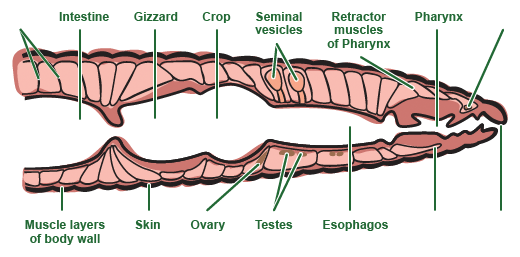 Intestine Gizzard Crop Seminal Retractor Pharynx
vesicles muscles
of Pharynx
Muscle layers Skin Ovary Testes Esophagos
of body wall